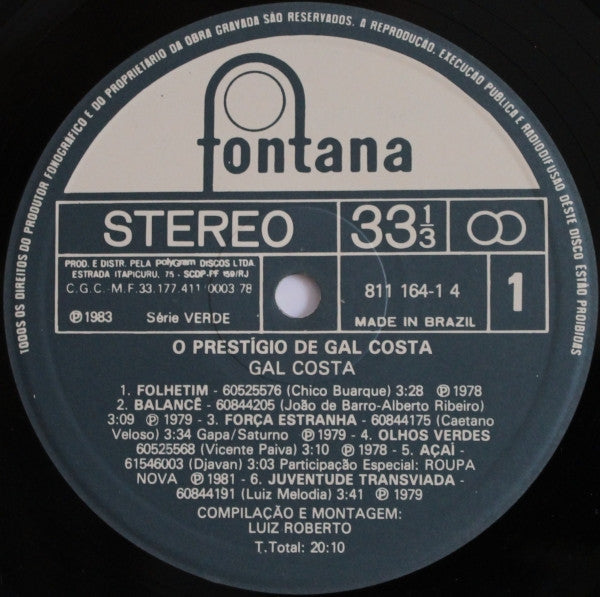 TODOS OS DIREITOS DO PRODUTOR FONOGRÁFICO E DO PROPRIETÁRIO DA OBRA GRAVADA SÃO RESERVADOS. A REPRODUÇÃO, EXECUÇÃO PUBLICA E RADIODIFUSÃO DESTE DISCO ESTÃO PROIBIDAS
fontana
STEREO 33 1/3
PROD. E DISTR. PELA polyGram DISCOS LTDA.
ESTRADA ITAPICURU, 75 - SCDP-PF 159/RJ
C.G.C.-M.F.33.177.411 0003 78
℗1983 Série VERDE
811 164-1 4
MADE IN BRAZIL
1
O PRESTÍGIO DE GAL COSTA
GAL COSTA
1. FOLHETIM - 60525576 (Chico Buarque) 3:28 ℗1978
2. BALANCÊ - 60844205 (João de Barro-Alberto Ribeiro)
3:09 ℗1979 - 3. FORÇA ESTRANHA - 60844175 (Caetano
Veloso) 3:34 Gapa/Saturno ℗1979 - 4. OLHOS VERDES
60525568 (Vicente Paiva) 3:10 ℗1978 - 5. AÇAÍ -
61546003 (Djavan) 3:03 Participação Especial: ROUPA
NOVA ℗1981 - 6. JUVENTUDE TRANSVIADA -
60844191 (Luiz Melodia) 3:41 ℗1979
COMPILAÇÃO E MONTAGEM:
LUIZ ROBERTO
T.Total: 20:10